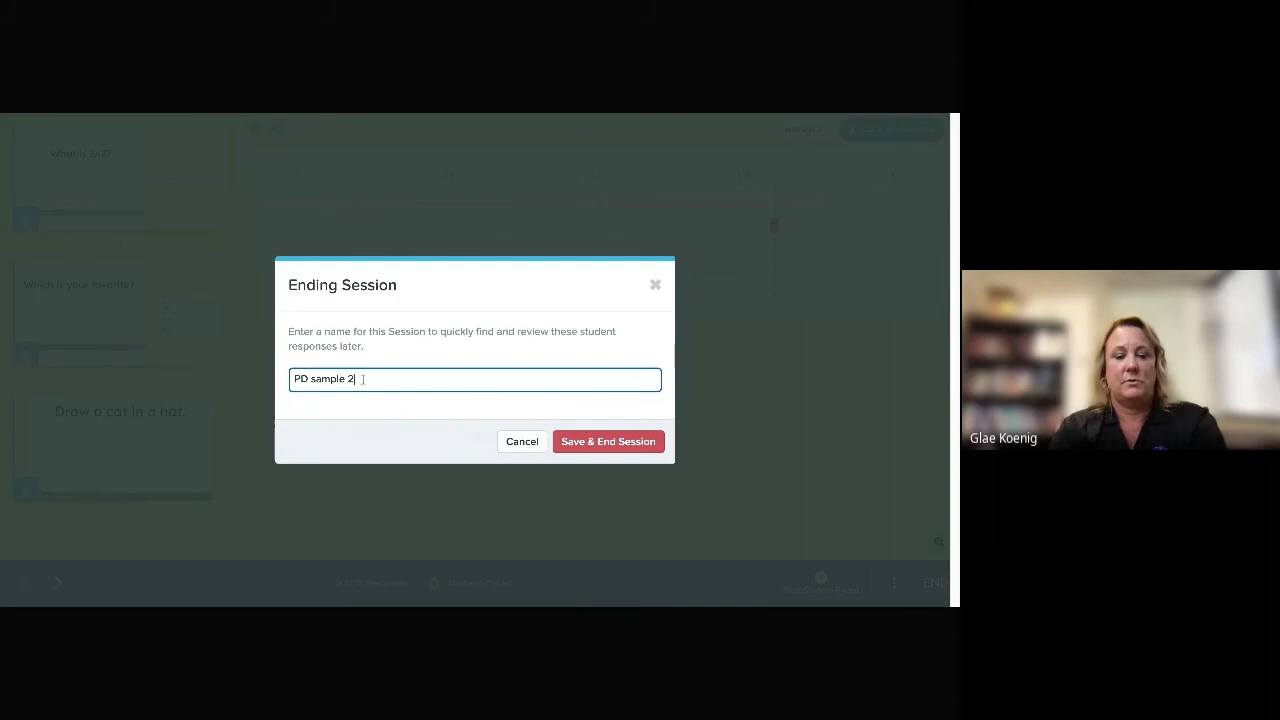 What is 2x2?
Which is your favorite?
Draw a cat in a hat.
Ending Session
Enter a name for this Session to quickly find and review these student
responses later.
PD sample 2
Cancel
Save & End Session
Glae Koenig